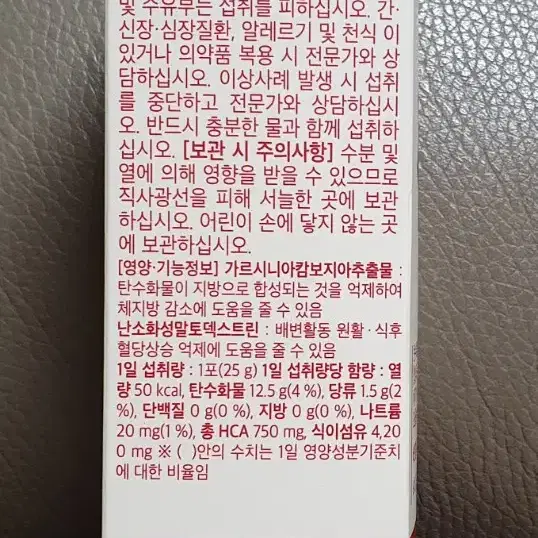 및 수유부는 섭취를 피하십시오. 간·
신장·심장질환, 알레르기 및 천식 이
있거나 의약품 복용 시 전문가와 상
담하십시오. 이상사례 발생 시 섭취
를 중단하고 전문가와 상담하십시
오. 반드시 충분한 물과 함께 섭취하
십시오. [보관 시 주의사항] 수분 및
열에 의해 영향을 받을 수 있으므로
직사광선을 피해 서늘한 곳에 보관
하십시오. 어린이 손에 닿지 않는 곳
에 보관하십시오.
[영양·기능정보] 가르시니아캄보지아추출물 :
탄수화물이 지방으로 합성되는 것을 억제하여
체지방 감소에 도움을 줄 수 있음
난소화성말토덱스트린 : 배변활동 원활·식후
혈당상승 억제에 도움을 줄 수 있음
1일 섭취량 : 1포(25 g) 1일 섭취량당 함량 : 열
량 50 kcal, 탄수화물 12.5 g(4 %), 당류 1.5 g(2
%), 단백질 0 g(0 %), 지방 0 g(0 %), 나트륨
20 mg(1 %), 총 HCA 750 mg, 식이섬유 4,20
0 mg ※ ( )안의 수치는 1일 영양성분기준치
에 대한 비율임